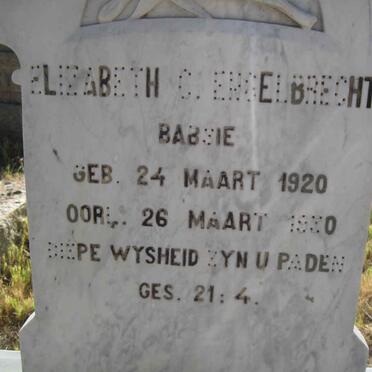 ELIZABETH C. ENGELBRECHT
BABSIE
GEB. 24 MAART 1920
OORL. 26 MAART
DIEPE WYSHEID ZYN U PADEN
GES. 21:4.